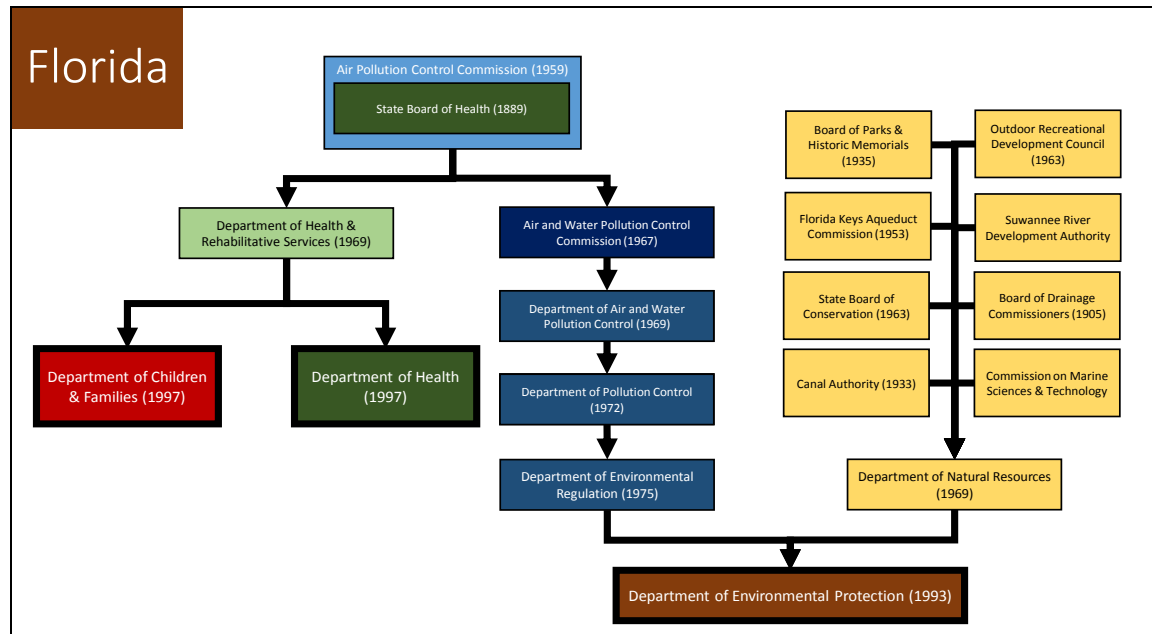 Florida
Air Pollution Control Commission (1959)
State Board of Health (1889)
Department of Health &
Rehabilitative Services (1969)
Air and Water Pollution Control
Commission (1967)
Department of Air and Water
Pollution Control (1969)
Department of Children
& Families (1997)
Department of Health
(1997)
Department of Pollution Control
(1972)
Department of Environmental
Regulation (1975)
Board of Parks &
Historic Memorials
(1935)
Outdoor Recreational
Development Council
(1963)
Florida Keys Aqueduct
Commission (1953)
Suwannee River
Development Authority
State Board of
Conservation (1963)
Board of Drainage
Commissioners (1905)
Canal Authority (1933)
Commission on Marine
Sciences & Technology
Department of Natural Resources
(1969)
Department of Environmental Protection (1993)